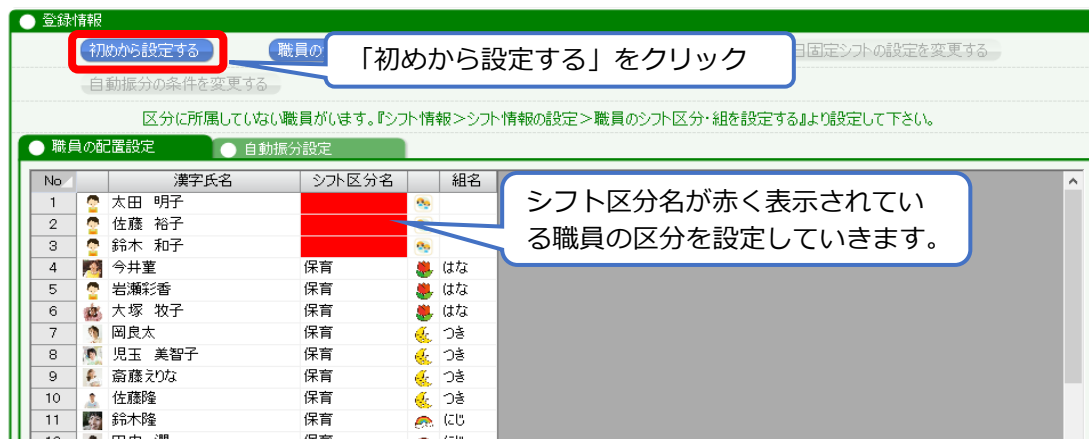 登録情報
初めから設定する
職員の
「初めから設定する」をクリック
日固定シフトの設定を変更する
自動振分の条件を変更する
区分に所属していない職員がいます。『シフト情報＞シフト情報の設定＞職員のシフト区分・組を設定する』より設定して下さい。
職員の配置設定
自動振分設定
No 漢字氏名 シフト区分名 組名
1 太田 明子
2 佐藤 裕子
3 鈴木 和子
シフト区分名が赤く表示されてい
る職員の区分を設定していきます。
4 今井菫 保育 はな
5 岩瀬彩香 保育 はな
6 大塚 牧子 保育 はな
7 岡良太 保育 つき
8 児玉 美智子 保育 つき
9 斎藤えりな 保育 つき
10 佐藤隆 保育 つき
11 鈴木隆 保育 にじ